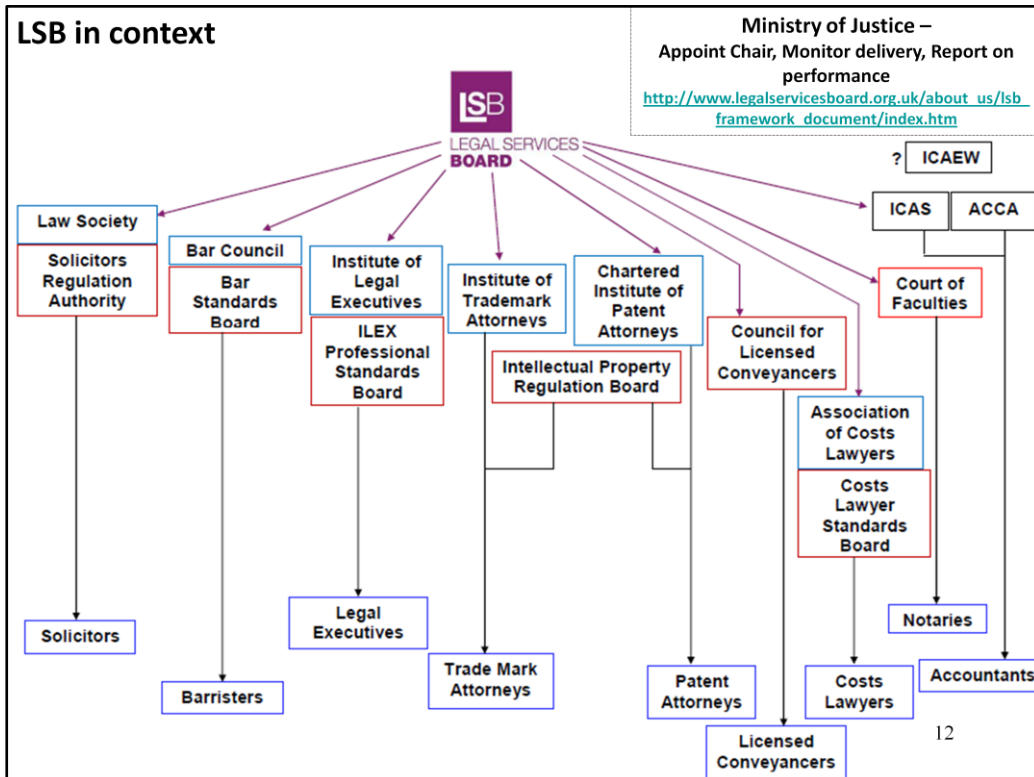 LSB in context
Ministry of Justice –
Appoint Chair, Monitor delivery, Report on
performance
http://www.legalservicesboard.org.uk/about_us/lsb_
framework_document/index.htm
LSB
LEGAL SERVICES
BOARD
? ICAEW
ICAS
ACCA
Law Society
Solicitors
Regulation
Authority
Bar Council
Bar
Standards
Board
Institute of
Legal
Executives
ILEX
Professional
Standards
Board
Institute of
Trademark
Attorneys
Chartered
Institute of
Patent
Attorneys
Intellectual Property
Regulation Board
Council for
Licensed
Conveyancers
Court of
Faculties
Association
of Costs
Lawyers
Costs
Lawyer
Standards
Board
Solicitors
Barristers
Legal
Executives
Trade Mark
Attorneys
Patent
Attorneys
Licensed
Conveyancers
Costs
Lawyers
Notaries
Accountants
12